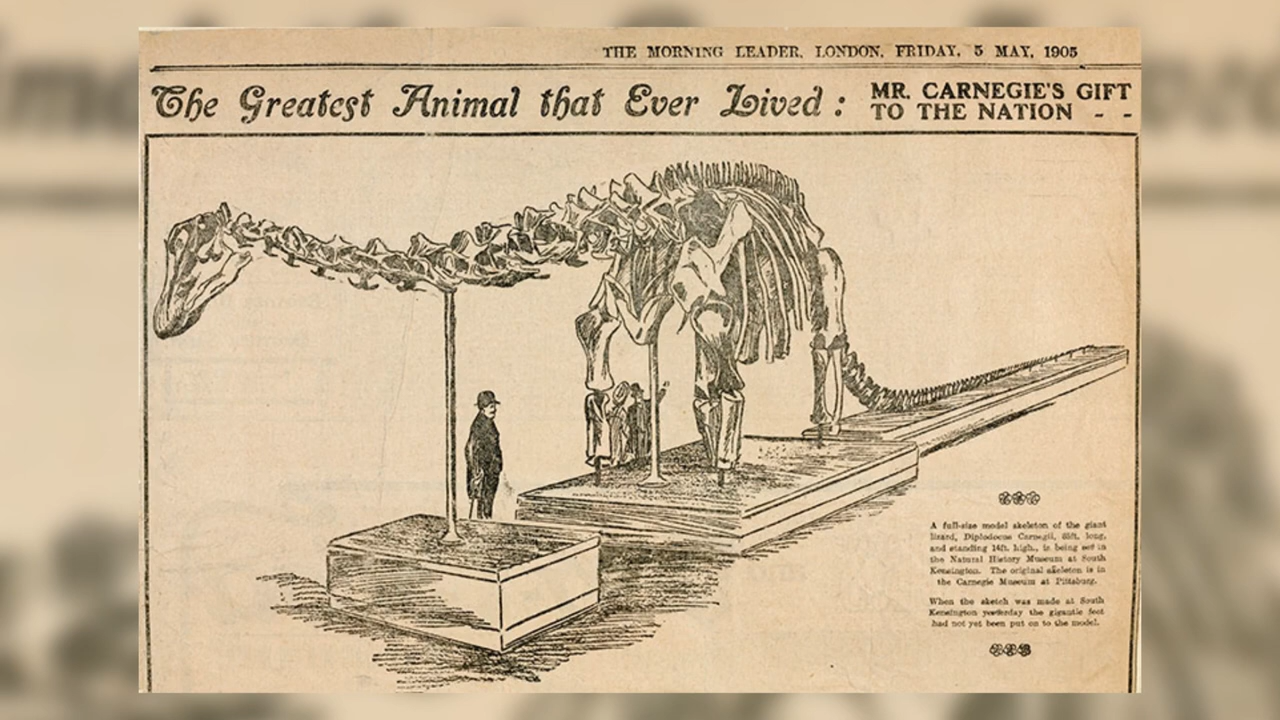 THE MORNING LEADER, LONDON, FRIDAY, 5 MAY, 1905
The Greatest Animal that Ever Lived :
MR. CARNEGIE'S GIFT
TO THE NATION - -
A full-size model skeleton of the giant
lizard, Diplodocus Carnegii, long,
and standing 14ft. high., is being set in
the Natural History Museum at South
Kensington. The original skeleton is in
the Carnegie Museum at Pittsburg.
When the sketch was made at South
Kensington yesterday the gigantic feet
had not yet been put on to the model.